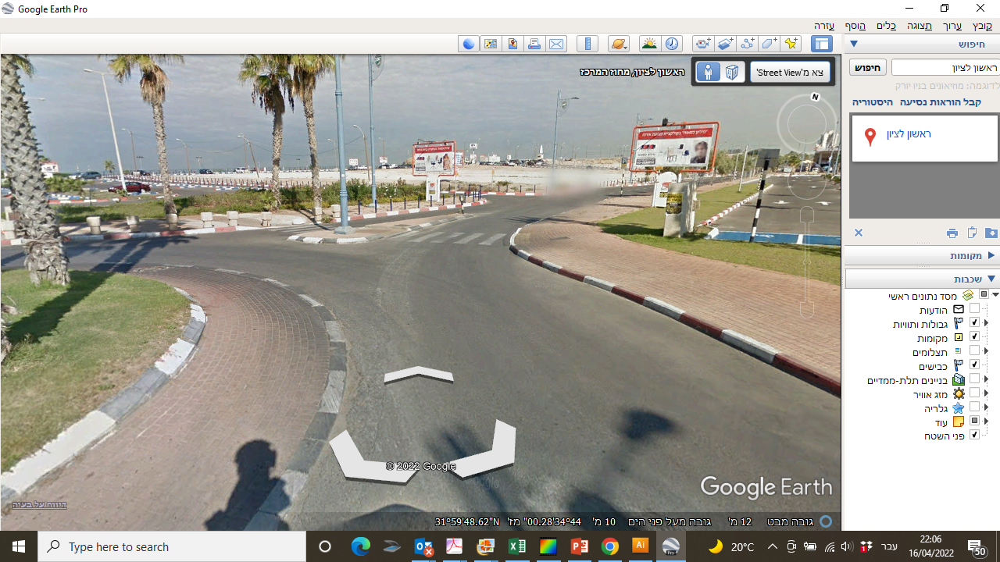 Google Earth Pro
קובץ ערוך תצוגה כלים הוסף עזרה
חיפוש
ראשון לציון
חיפוש
לדוגמה: מוזיאונים בניו יורק
קבל הוראות נסיעה היסטוריה
ראשון לציון
מקומות
שכבות
מסד נתונים ראשי
הודעות
גבולות ותוויות
מקומות
תצלומים
כבישים
בניינים תלת-ממדיים
מזג אוויר
גלריה
עוד
פני השטח
ראשון לציון, מחוז המרכז
צא מ'Street View'
N
© 2022 Google
Google Earth
דיווח על בעיה
31°59'48.62"N 34°44'28.00" מז' 10 מ' גובה מעל פני הים 12 מ' גובה מבט
Type here to search
Ai
Pro
20°C
1
עבר
22:06
16/04/2022
50